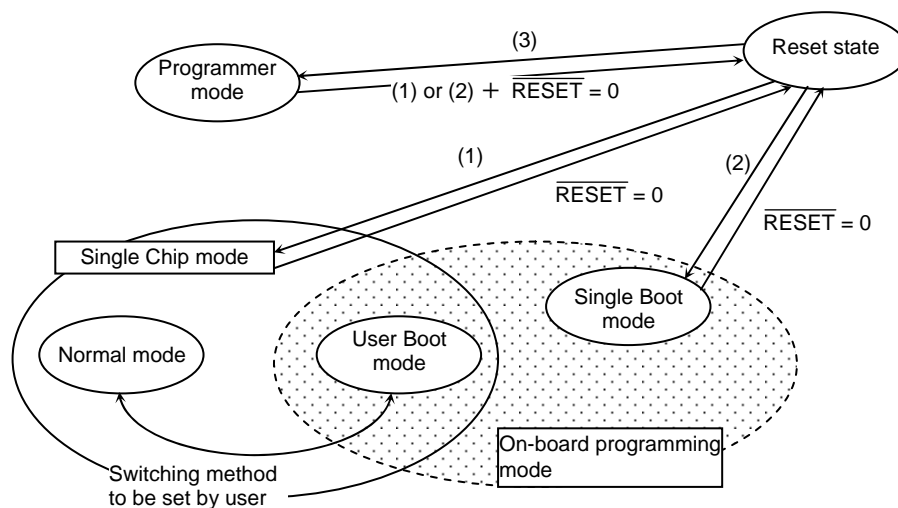 (3)
Reset state
Programmer
mode
(1) or (2) + RESET = 0
(1)
(2)
RESET = 0
RESET = 0
Single Chip mode
Single Boot
mode
Normal mode
User Boot
mode
On-board programming
mode
Switching method
to be set by user